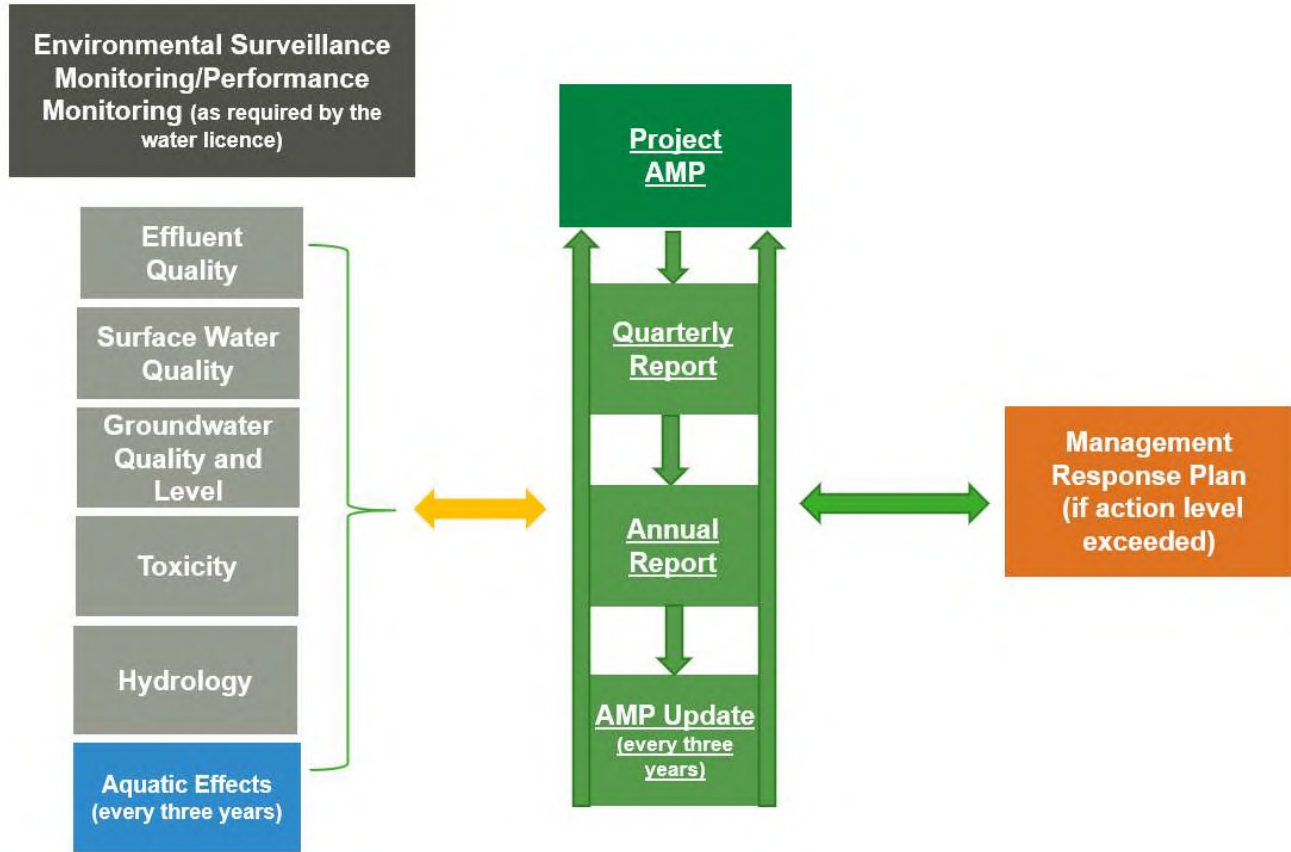 Environmental Surveillance
Monitoring/Performance
Monitoring (as required by the
water licence)
Effluent
Quality
Surface Water
Quality
Groundwater
Quality and
Level
Toxicity
Hydrology
Aquatic Effects
(every three years)
Project
AMP
Quarterly
Report
Annual
Report
AMP Update
(every three
years)
Management
Response Plan
(if action level
exceeded)